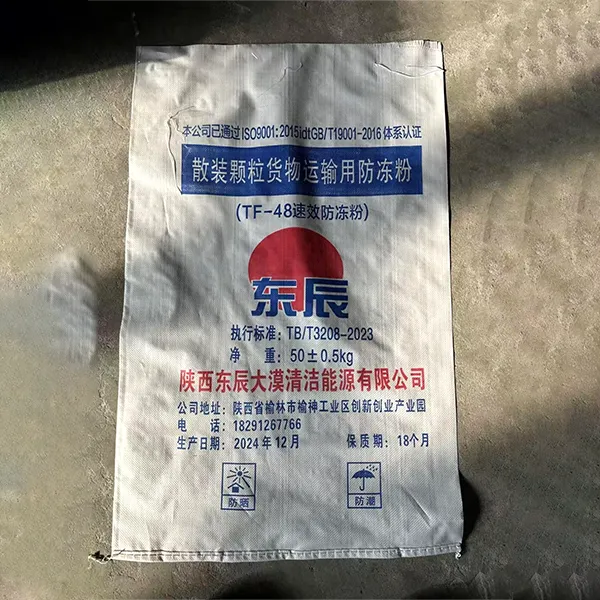 本公司已通过ISO9001:2015idtGB/T19001-2016体系认证
散装颗粒货物运输用防冻粉
(TF-48速效防冻粉)
东辰
执行标准: TB/T3208-2023
净 重: 50±0.5kg
陕西东辰大漠清洁能源有限公司
公司地址: 陕西省榆林市榆神工业区创新创业产业园
电 话: 18291267766
生产日期: 2024年12月 保质期: 18个月
防晒 防潮